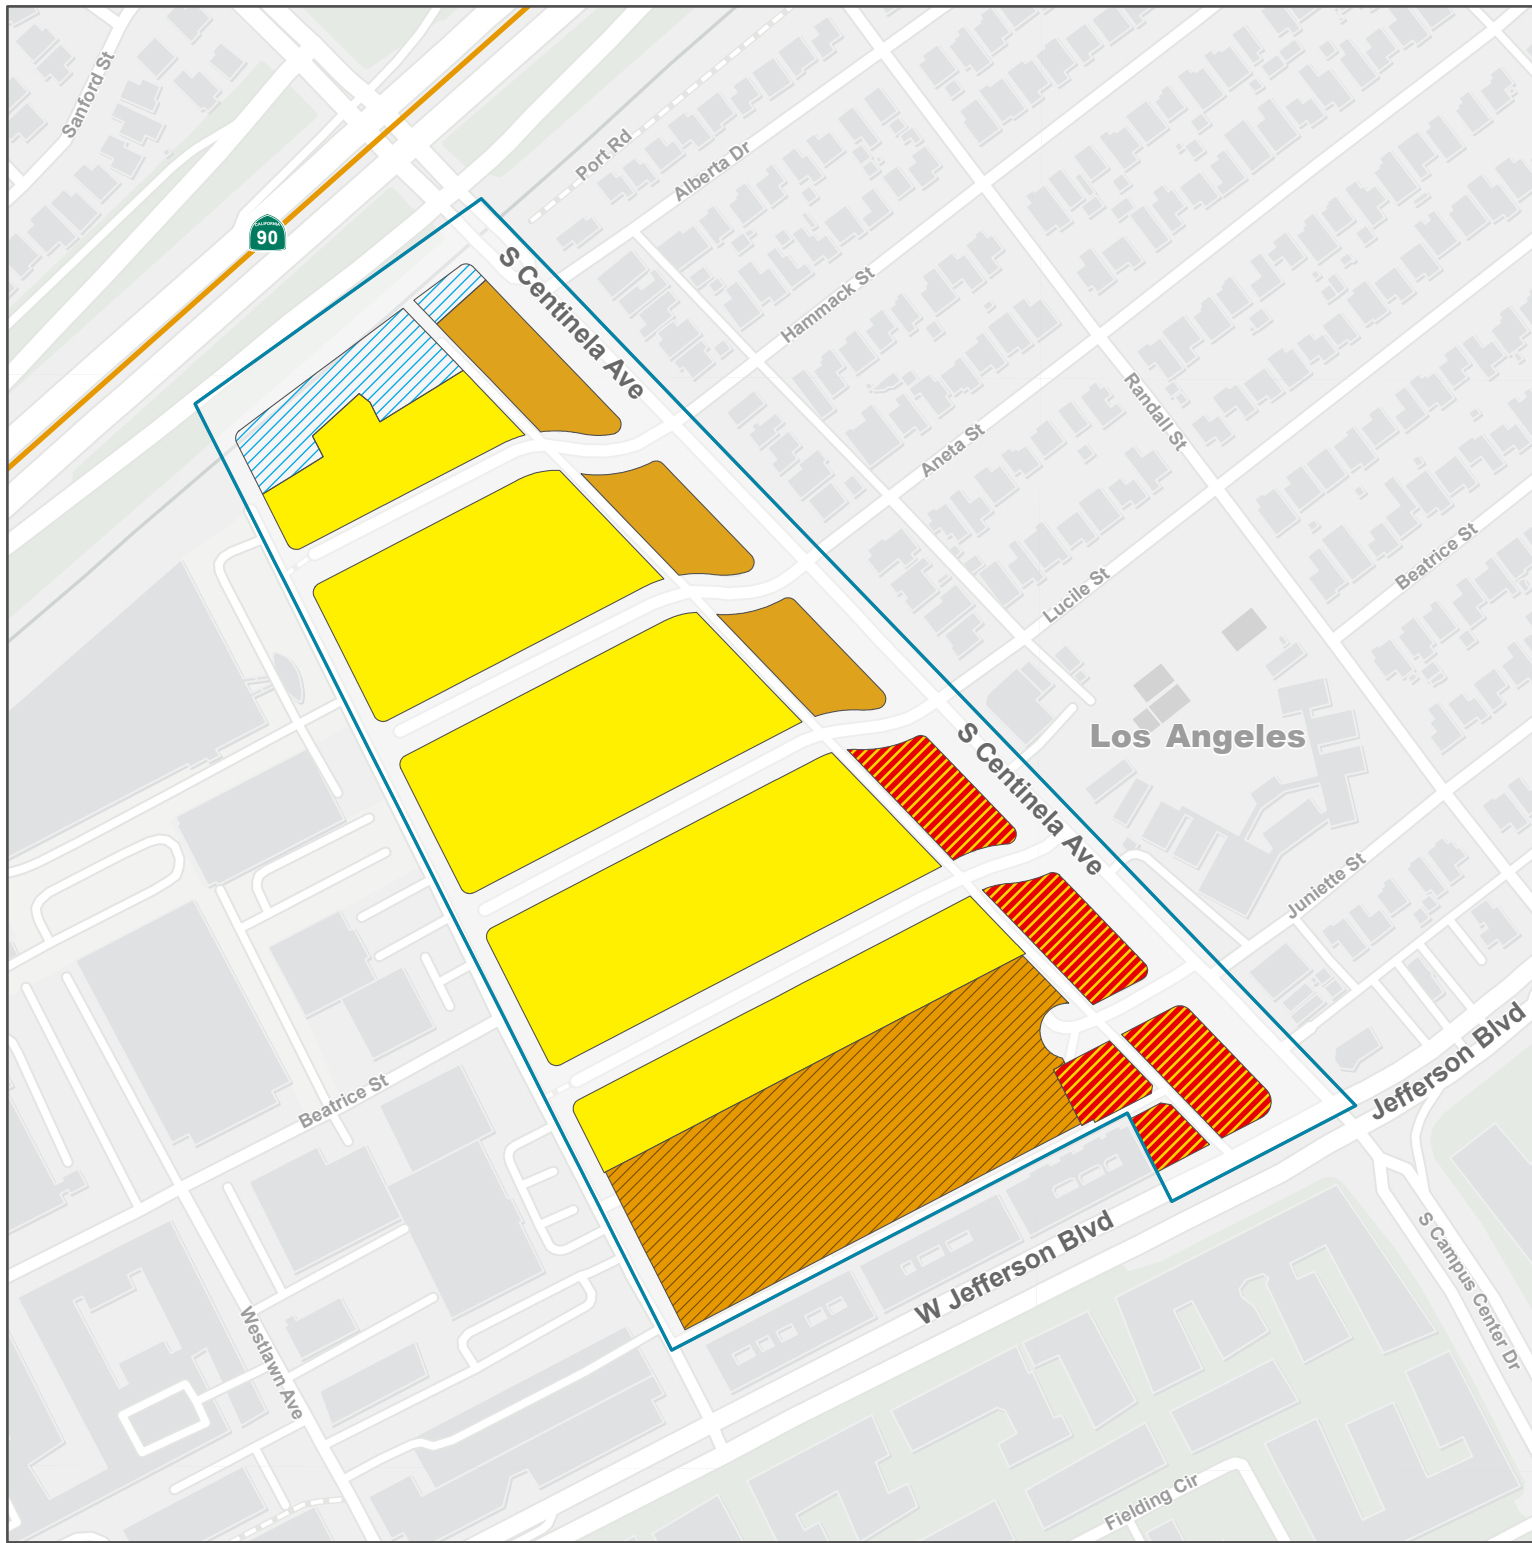 Sanford St
Port Rd
Alberta Dr
CALIFORNIA
90
S Centinela Ave
Hammack St
Randall St
Aneta St
Beatrice St
Lucile St
S Centinela Ave
Los Angeles
Juniette St
Jefferson Blvd
Beatrice St
W Jefferson Blvd
S Campus Center Dr
Westlawn Ave
Fielding Cir